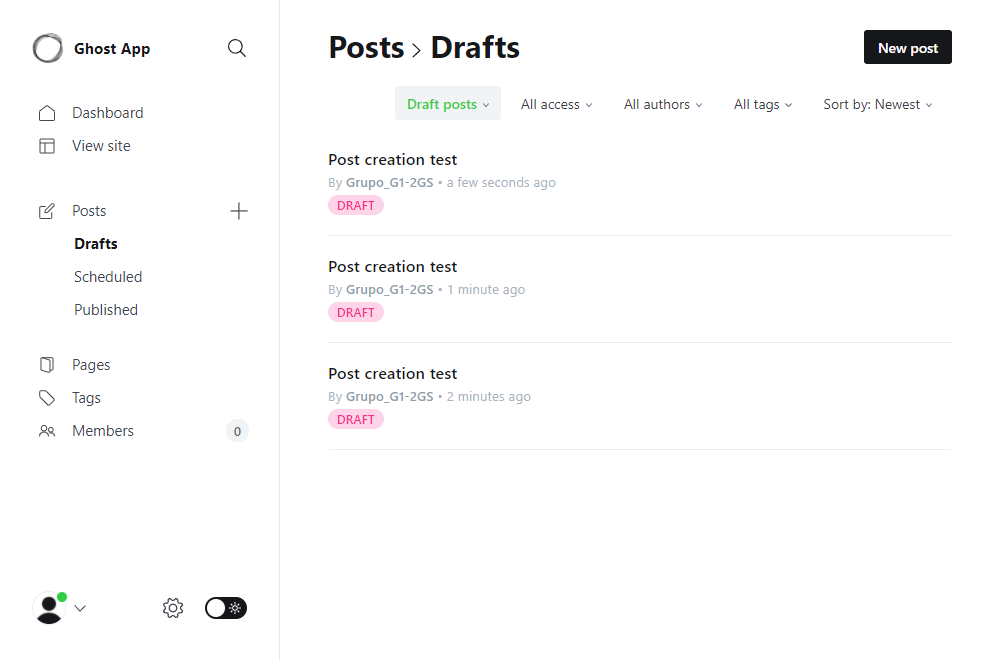 Ghost App
Dashboard
View site
Posts
Drafts
Scheduled
Published
Pages
Tags
Members 0
Posts > Drafts
New post
Draft posts All access All authors All tags Sort by: Newest
Post creation test
By Grupo_G1-2GS • a few seconds ago
DRAFT
Post creation test
By Grupo_G1-2GS • 1 minute ago
DRAFT
Post creation test
By Grupo_G1-2GS • 2 minutes ago
DRAFT